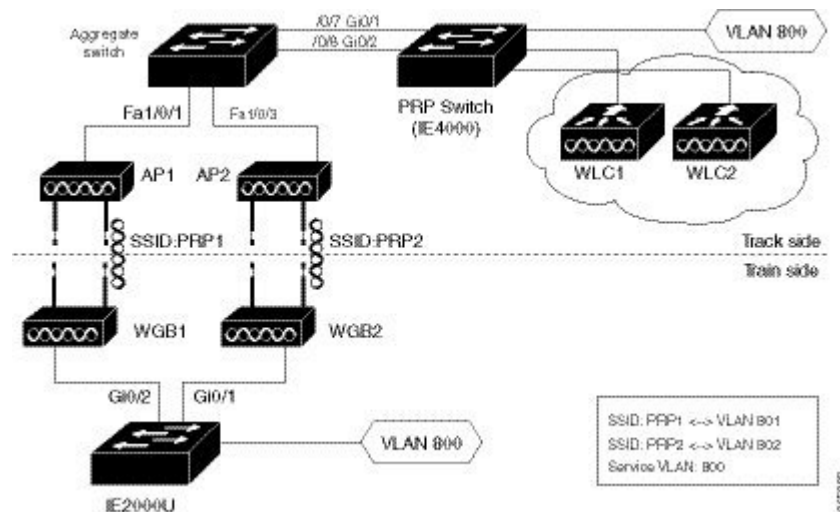 Aggregate
switch
/0/7 Gi0/1
/0/8 Gi0/2
VLAN 800
PRP Switch
(IE4000)
Fa1/0/1
Fa1/0/3
WLC1
WLC2
AP1
AP2
SSID:PRP1
SSID:PRP2
Track side
Train side
WGB1
WGB2
Gi0/2
Gi0/1
VLAN 800
IE2000U
SSID: PRP1 <--> VLAN 801
SSID: PRP2 <--> VLAN 802
Service VLAN: 800